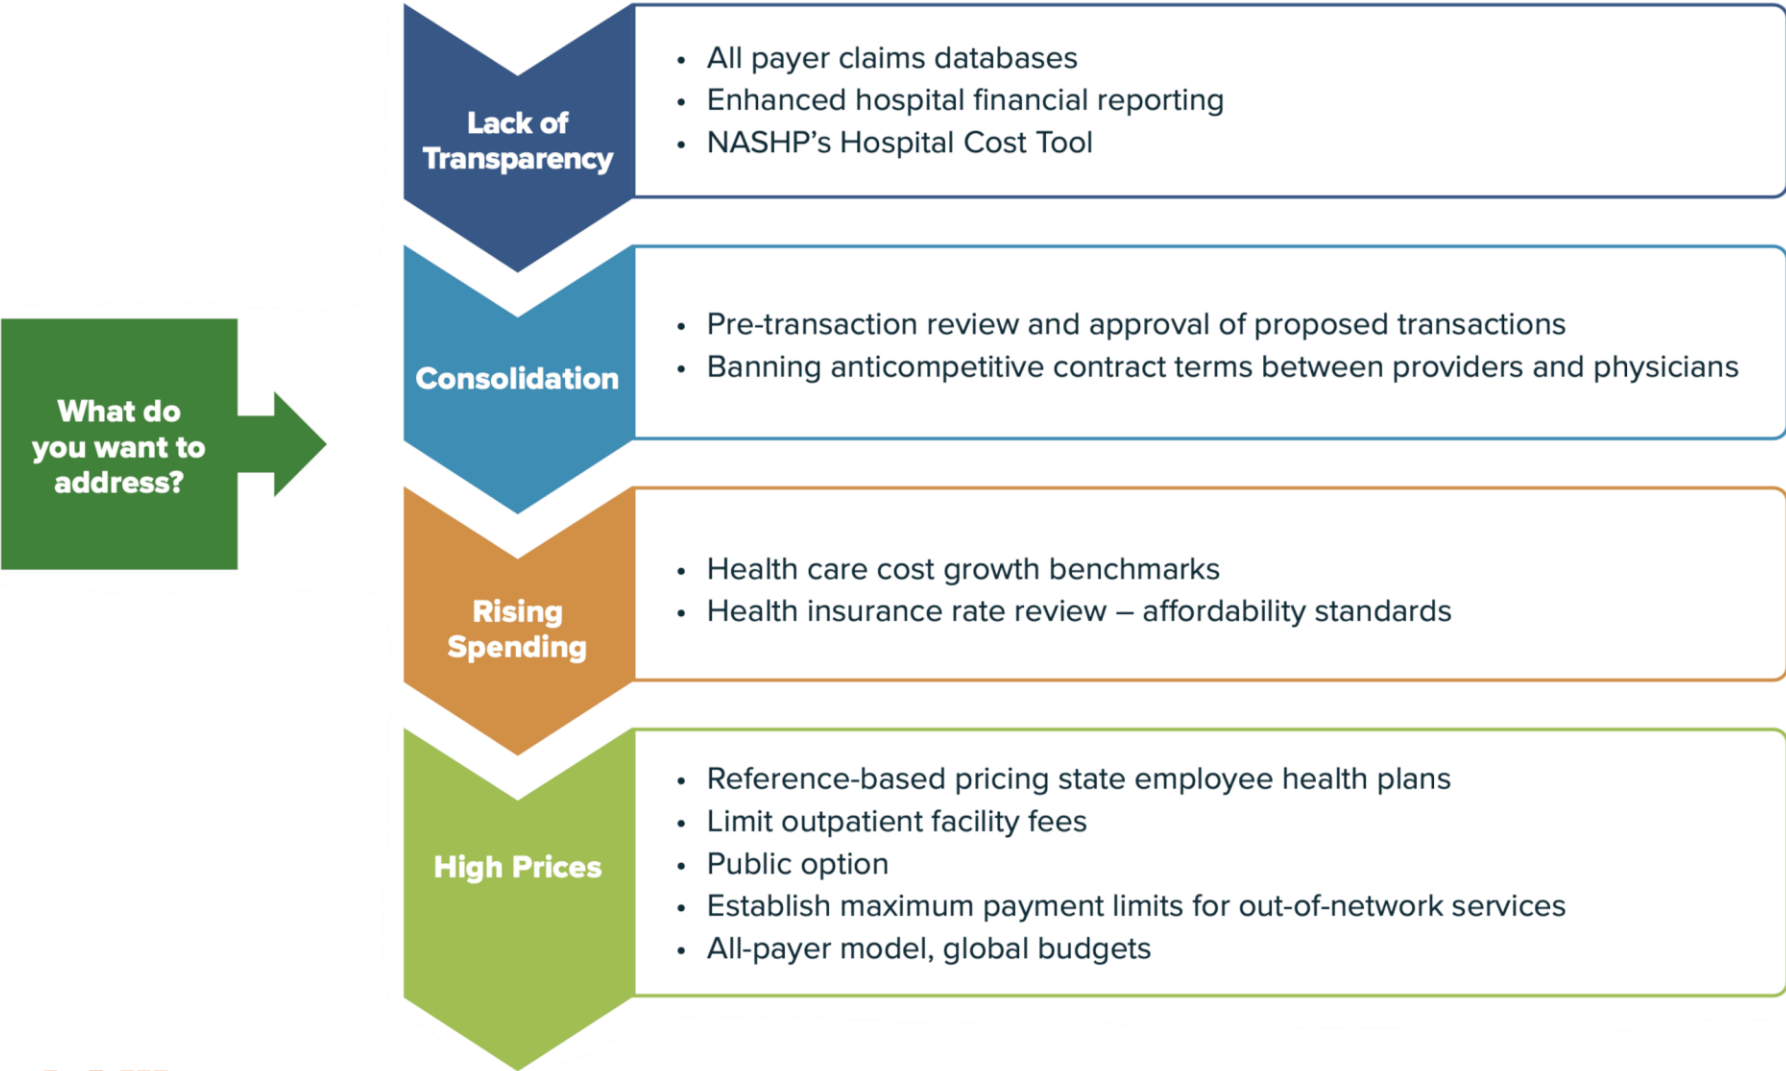 What do
you want to
address?
Lack of
Transparency
• All payer claims databases
• Enhanced hospital financial reporting
• NASHP’s Hospital Cost Tool
Consolidation
• Pre-transaction review and approval of proposed transactions
• Banning anticompetitive contract terms between providers and physicians
Rising
Spending
• Health care cost growth benchmarks
• Health insurance rate review – affordability standards
High Prices
• Reference-based pricing state employee health plans
• Limit outpatient facility fees
• Public option
• Establish maximum payment limits for out-of-network services
• All-payer model, global budgets